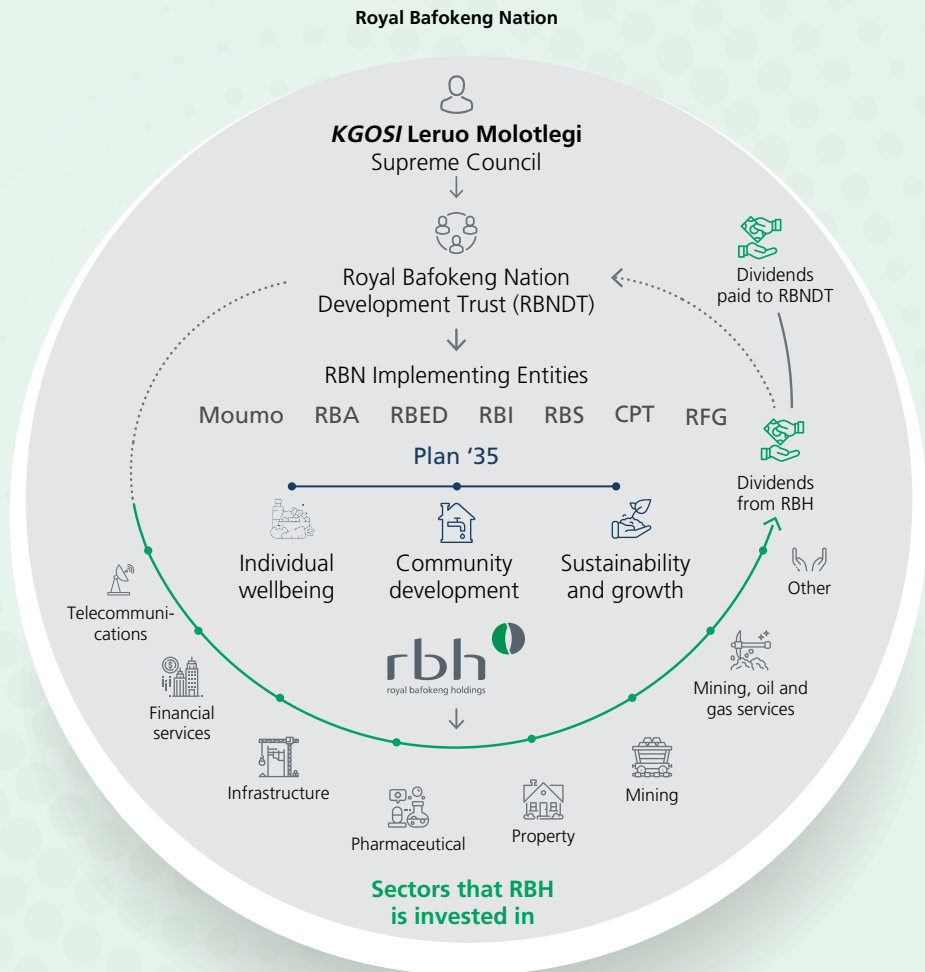 Royal Bafokeng Nation
KGOSI Leruo Molotlegi
Supreme Council
Royal Bafokeng Nation
Development Trust (RBNDT)
Dividends
paid to RBNDT
RBN Implementing Entities
Moumo RBA RBED RBI RBS CPT RFG
Plan ‘35
Dividends
from RBH
Individual
wellbeing
Community
development
Sustainability
and growth
Other
Telecommuni-
cations
rbh
royal bafokeng holdings
Mining, oil and
gas services
Financial
services
Infrastructure
Mining
Pharmaceutical
Property
Sectors that RBH
is invested in